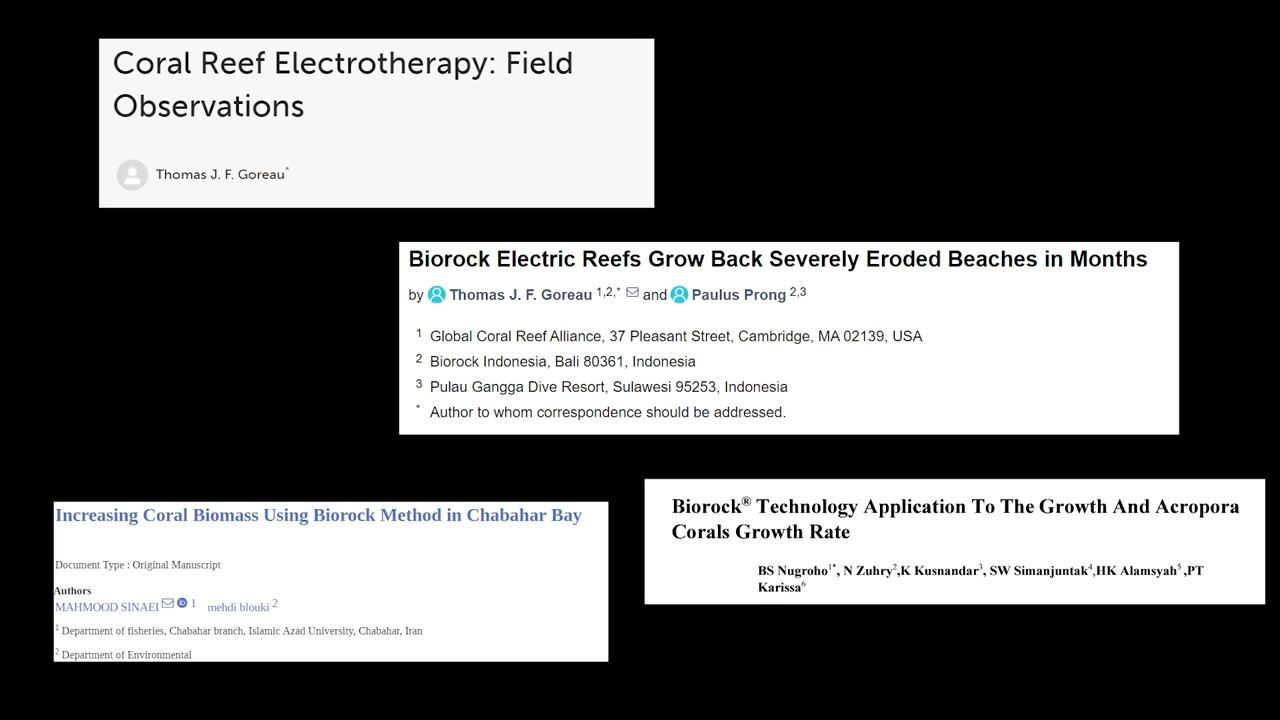 Coral Reef Electrotherapy: Field
Observations
Thomas J. F. Goreau*
Biorock Electric Reefs Grow Back Severely Eroded Beaches in Months
by Thomas J. F. Goreau 1,2,* and Paulus Prong 2,3
1 Global Coral Reef Alliance, 37 Pleasant Street, Cambridge, MA 02139, USA
2 Biorock Indonesia, Bali 80361, Indonesia
3 Pulau Gangga Dive Resort, Sulawesi 95253, Indonesia
* Author to whom correspondence should be addressed.
Increasing Coral Biomass Using Biorock Method in Chabahar Bay
Document Type : Original Manuscript
Authors
MAHMOOD SINAEI iD 1 mehdi blouki 2
1 Department of fisheries, Chabahar branch, Islamic Azad University, Chabahar, Iran
2 Department of Environmental
Biorock® Technology Application To The Growth And Acropora
Corals Growth Rate
BS Nugroho1*, N Zuhry2,K Kusnandar3, SW Simanjuntak4,HK Alamsyah5,PT
Karissa6